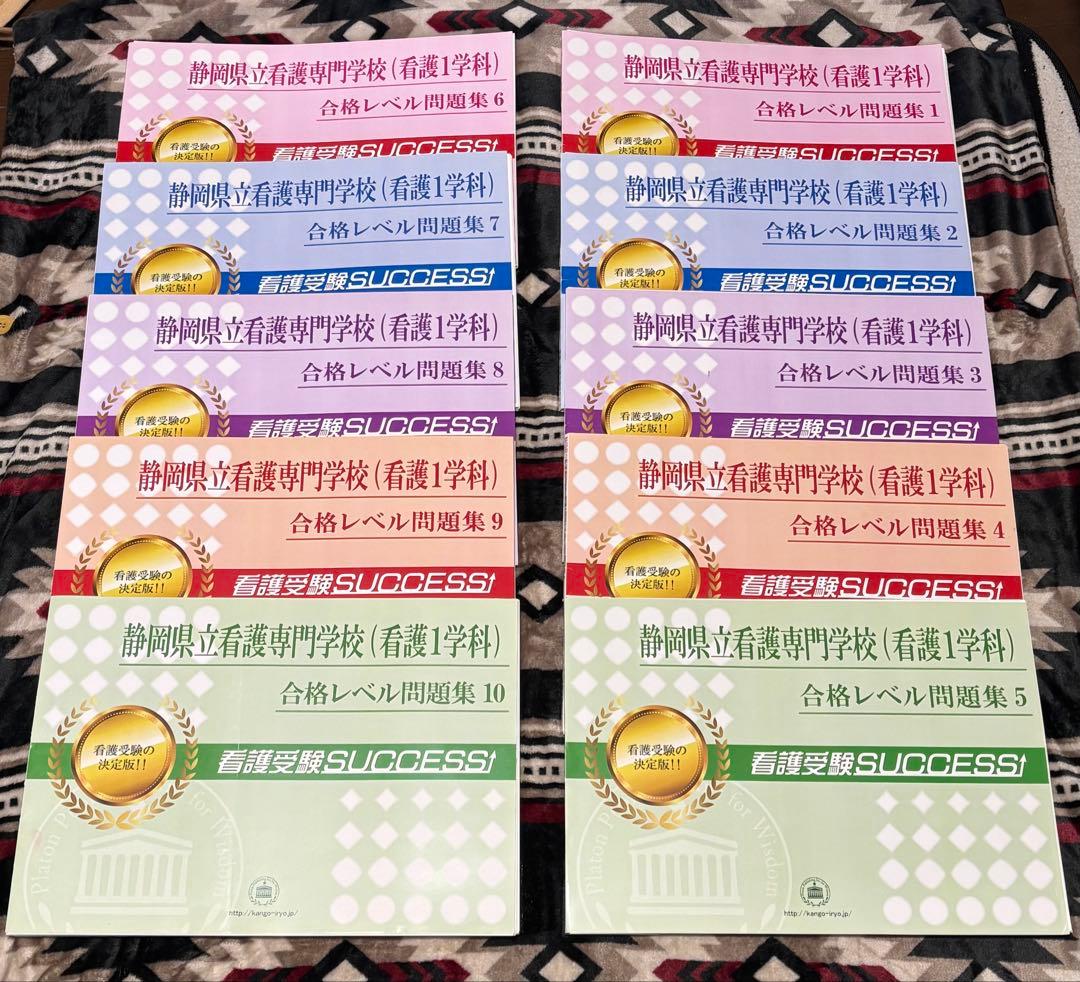 静岡県立看護専門学校(看護1学科)
合格レベル問題集6
看護受験の
決定版!!
看護受験SUCCESS↑
静岡県立看護専門学校(看護1学科)
合格レベル問題集7
看護受験の
決定版!!
看護受験SUCCESS↑
静岡県立看護専門学校(看護1学科)
合格レベル問題集8
看護受験の
決定版!!
看護受験SUCCESS↑
静岡県立看護専門学校(看護1学科)
合格レベル問題集9
看護受験の
決定版!!
看護受験SUCCESS↑
静岡県立看護専門学校(看護1学科)
合格レベル問題集10
看護受験の
決定版!!
看護受験SUCCESS↑
Platon P
for Wisdom
http://kango-iryo.jp/
静岡県立看護専門学校(看護1学科)
合格レベル問題集1
看護受験の
決定版!!
看護受験SUCCESS↑
静岡県立看護専門学校(看護1学科)
合格レベル問題集2
看護受験の
決定版!!
看護受験SUCCESS↑
静岡県立看護専門学校(看護1学科)
合格レベル問題集3
看護受験の
決定版!!
看護受験SUCCESS↑
静岡県立看護専門学校(看護1学科)
合格レベル問題集4
看護受験の
決定版!!
看護受験SUCCESS↑
静岡県立看護専門学校(看護1学科)
合格レベル問題集5
看護受験の
決定版!!
看護受験SUCCESS↑
Platon P
for Wisdom
http://kango-iryo.jp/